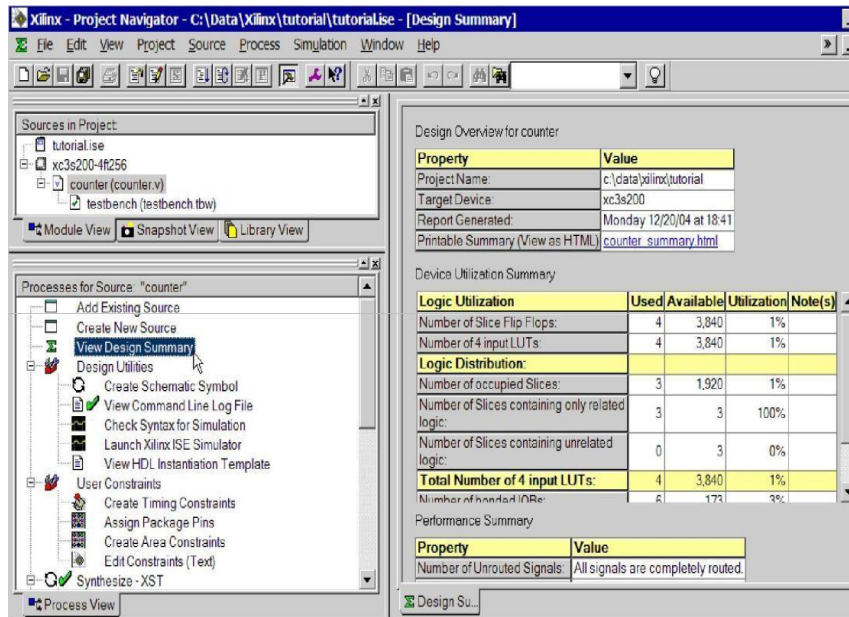 Xilinx - Project Navigator - C:\Data\Xilinx\tutorial\tutorial.ise - [Design Summary]
File Edit View Project Source Process Simulation Window Help
Sources in Project:
tutorial.ise
xc3s200-4ft256
counter (counter.v)
testbench (testbench.tbw)
Module View Snapshot View Library View
Processes for Source: "counter"
Add Existing Source
Create New Source
View Design Summary
Design Utilities
Create Schematic Symbol
View Command Line Log File
Check Syntax for Simulation
Launch Xilinx ISE Simulator
View HDL Instantiation Template
User Constraints
Create Timing Constraints
Assign Package Pins
Create Area Constraints
Edit Constraints (Text)
Synthesize - XST
Process View
Design Overview for counter
Property Value
Project Name: c:\data\xilinx\tutorial
Target Device: xc3s200
Report Generated: Monday 12/20/04 at 18:41
Printable Summary (View as HTML) counter_summary.html
Device Utilization Summary
Logic Utilization Used Available Utilization Note(s)
Number of Slice Flip Flops: 4 3,840 1%
Number of 4 input LUTs: 4 3,840 1%
Logic Distribution:
Number of occupied Slices: 3 1,920 1%
Number of Slices containing only related
logic: 3 3 100%
Number of Slices containing unrelated
logic: 0 3 0%
Total Number of 4 input LUTs: 4 3,840 1%
Number of bonded IOBs: 6 173 3%
Performance Summary
Property Value
Number of Unrouted Signals: All signals are completely routed.
Design Su...